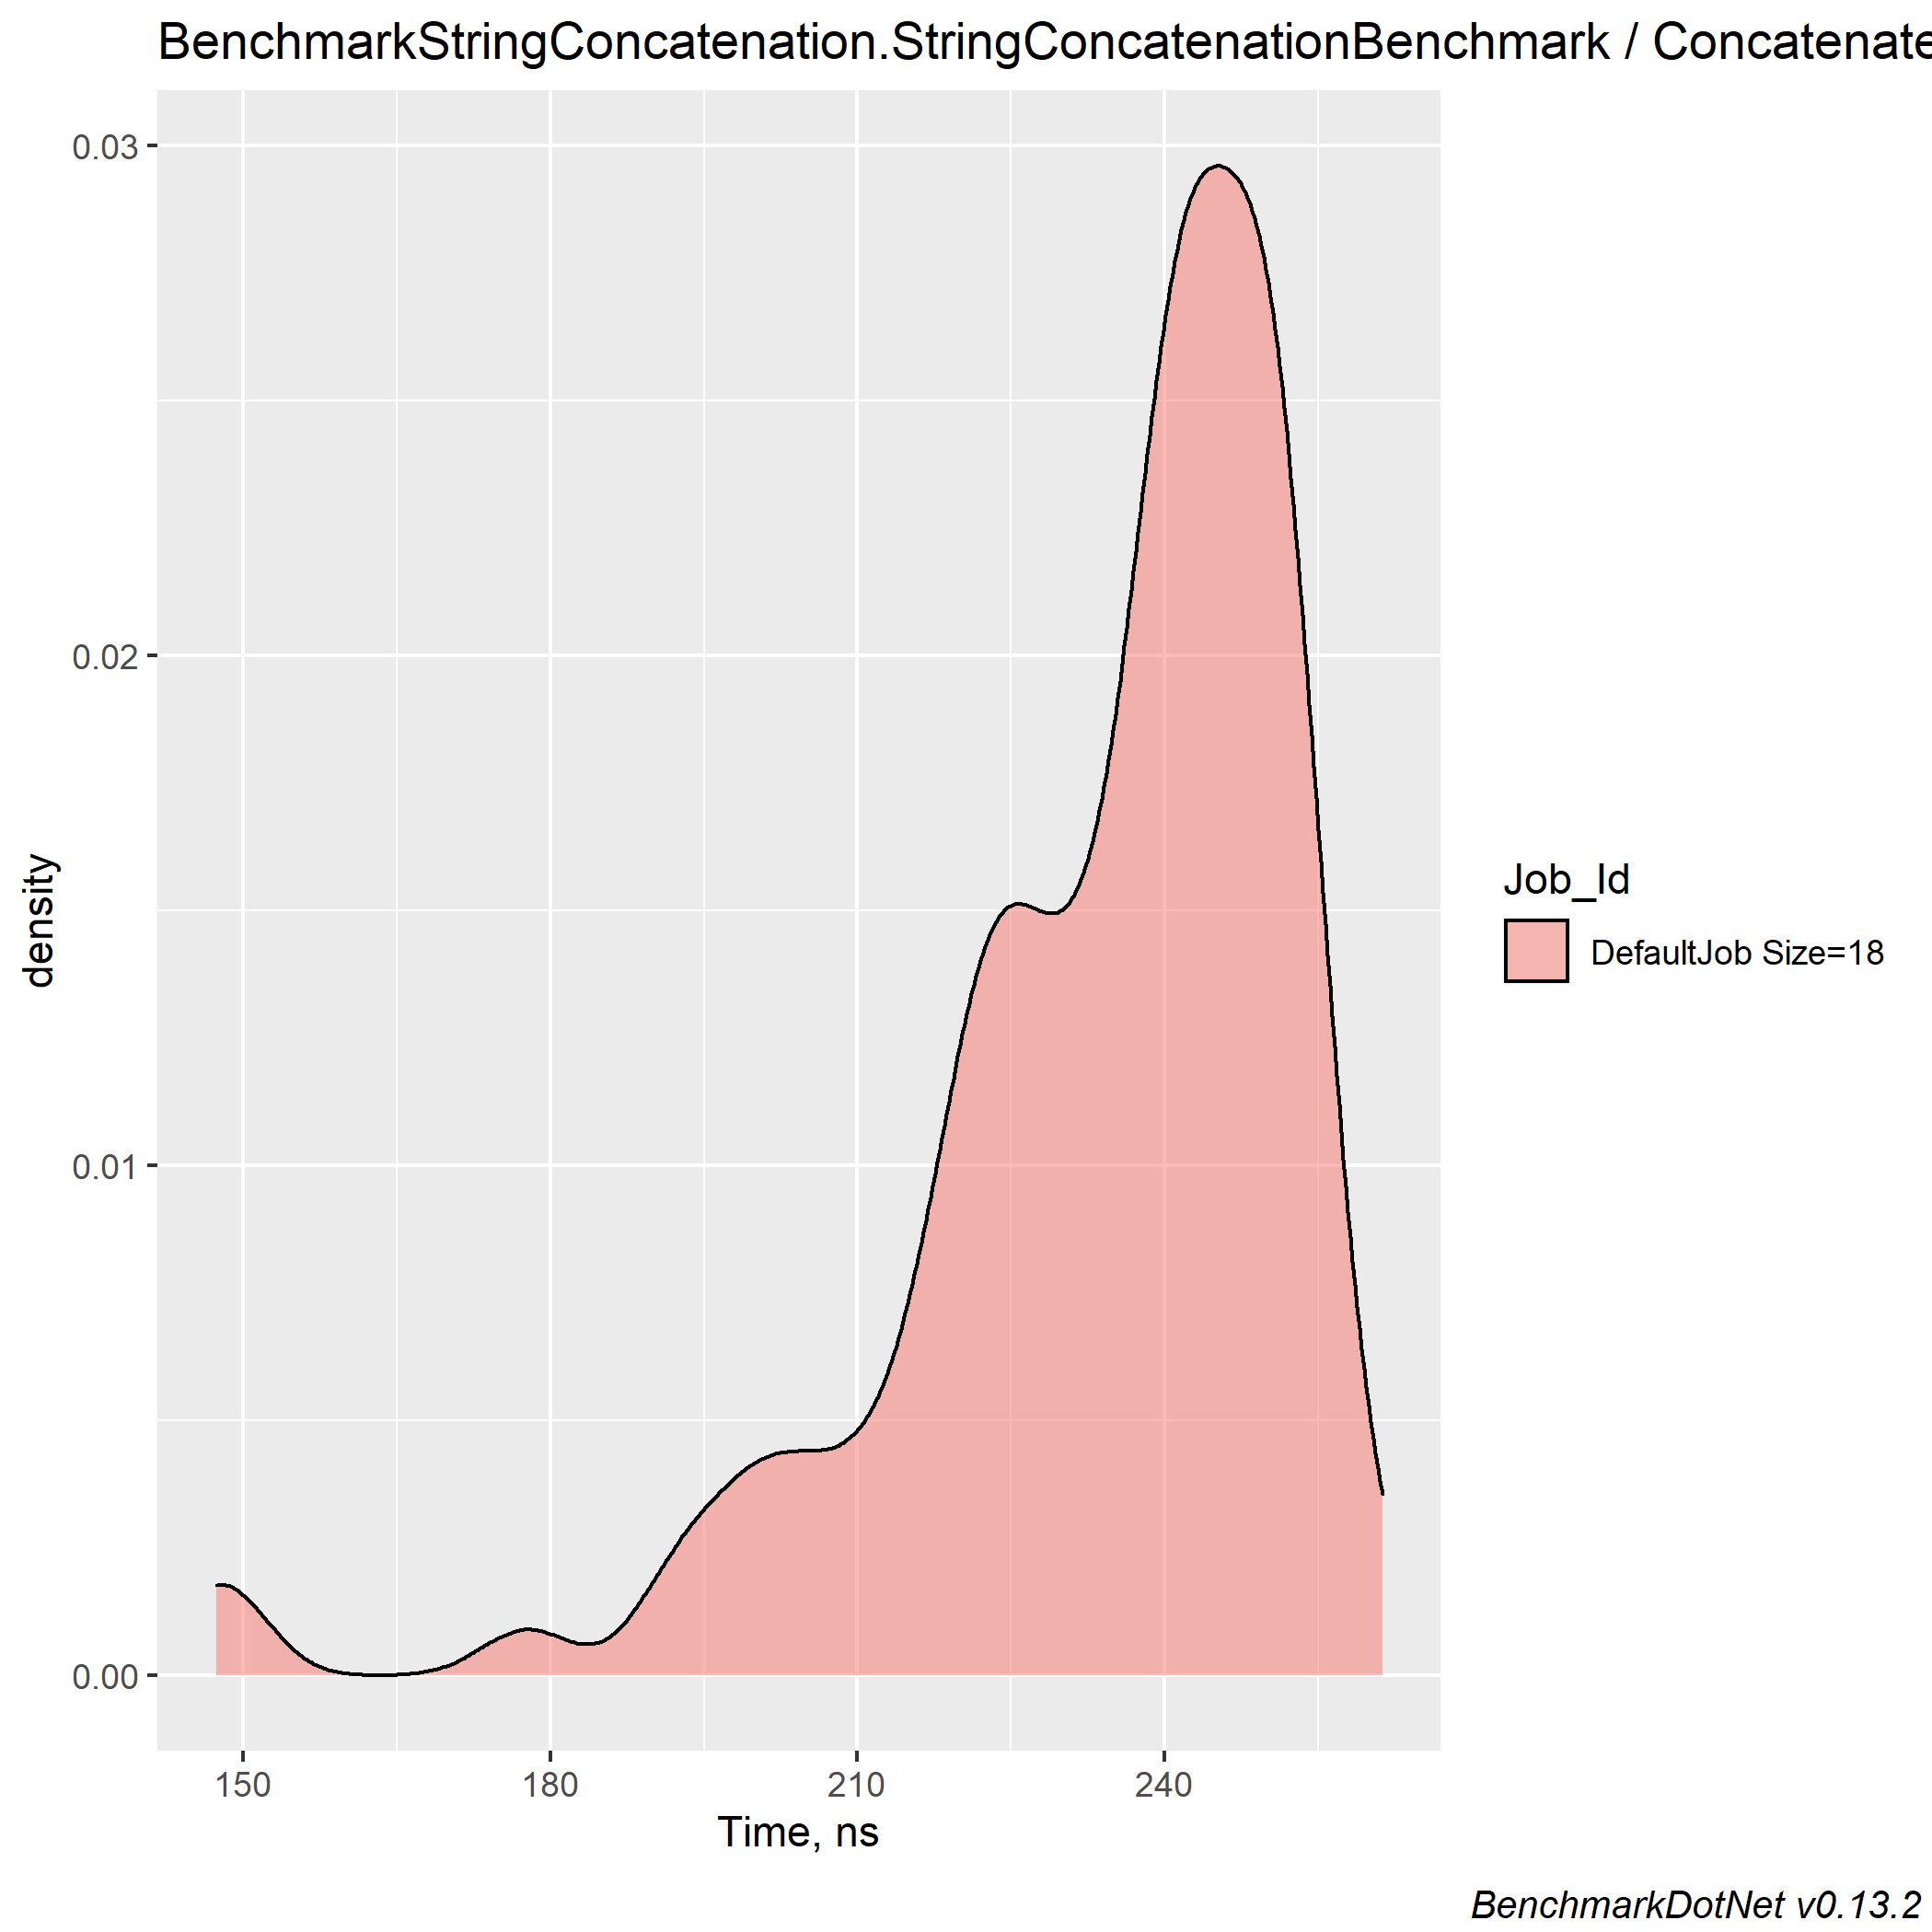 BenchmarkStringConcatenation.StringConcatenationBenchmark / Concatenate
0.03
0.02
0.01
0.00
density
150 180 210 240
Time, ns
Job_Id
DefaultJob Size=18
BenchmarkDotNet v0.13.2